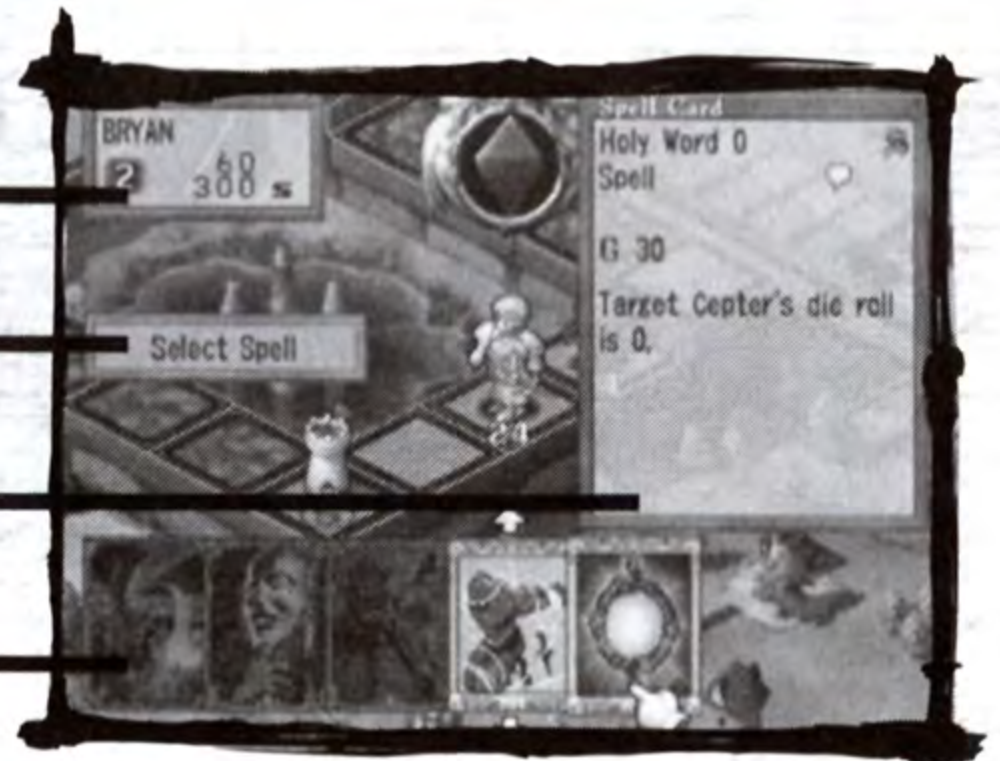 BRYAN
2 60
300 G
Select Spell
Spell Card
Holy Word 0
Spell
G 30
Target Cepter's die roll
is 0.